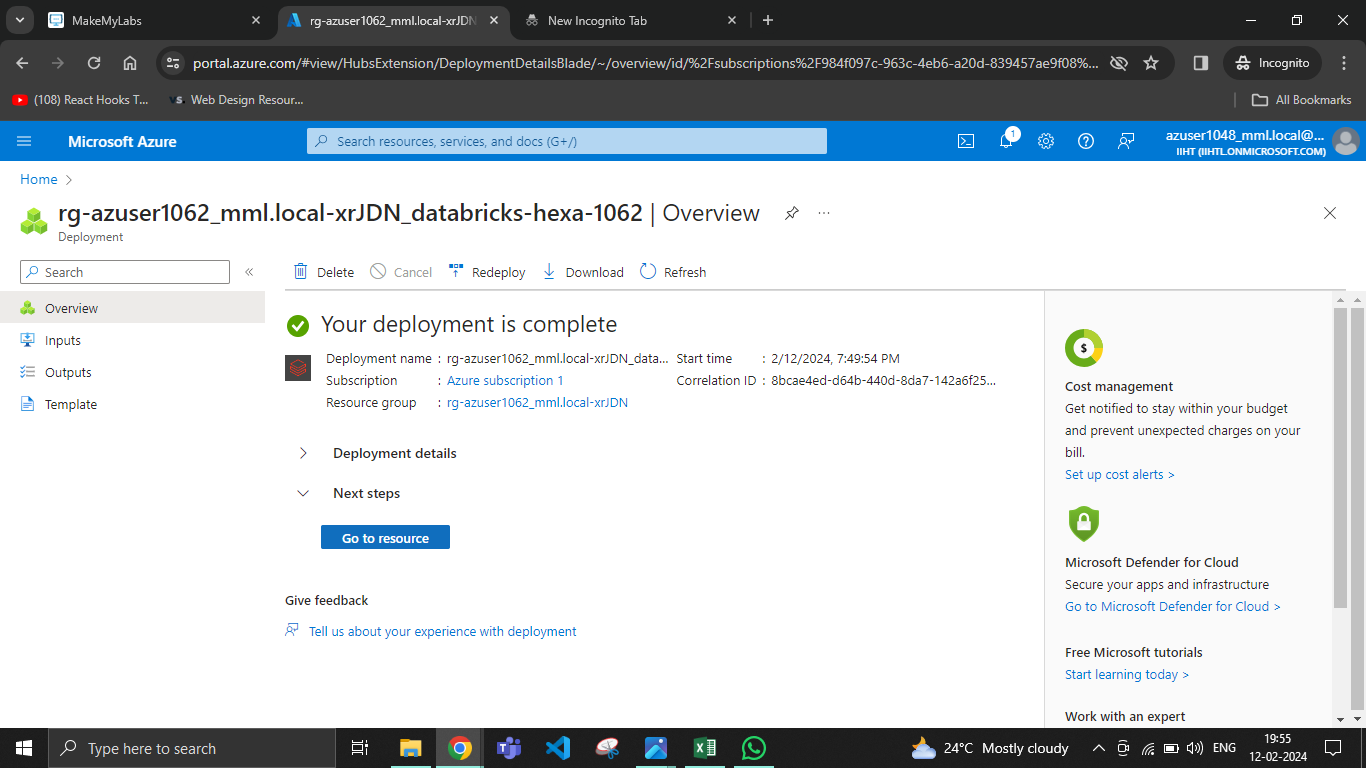 MakeMyLabs
rg-azuser1062_mml.local-xrJDN
New Incognito Tab
portal.azure.com/#view/HubsExtension/DeploymentDetailsBlade/~/overview/id/%2Fsubscriptions%2F984f097c-963c-4eb6-a20d-839457ae9f08%...
Incognito
(108) React Hooks T...
VS.
Web Design Resour...
All Bookmarks
Microsoft Azure
Search resources, services, and docs (G+/)
1
azuser1048_mml.local@...
IIHT (IIHTL.ONMICROSOFT.COM)
Home
rg-azuser1062_mml.local-xrJDN_databricks-hexa-1062 | Overview
Deployment
Search
Delete
Cancel
Redeploy
Download
Refresh
Overview
Inputs
Outputs
Template
Your deployment is complete
Deployment name : rg-azuser1062_mml.local-xrJDN_data...
Subscription : Azure subscription 1
Resource group : rg-azuser1062_mml.local-xrJDN
Start time : 2/12/2024, 7:49:54 PM
Correlation ID : 8bcae4ed-d64b-440d-8da7-142a6f25...
Deployment details
Next steps
Go to resource
Give feedback
Tell us about your experience with deployment
$
Cost management
Get notified to stay within your budget
and prevent unexpected charges on your
bill.
Set up cost alerts >
Microsoft Defender for Cloud
Secure your apps and infrastructure
Go to Microsoft Defender for Cloud >
Free Microsoft tutorials
Start learning today >
Work with an expert
Type here to search
24°C Mostly cloudy
ENG
19:55
12-02-2024